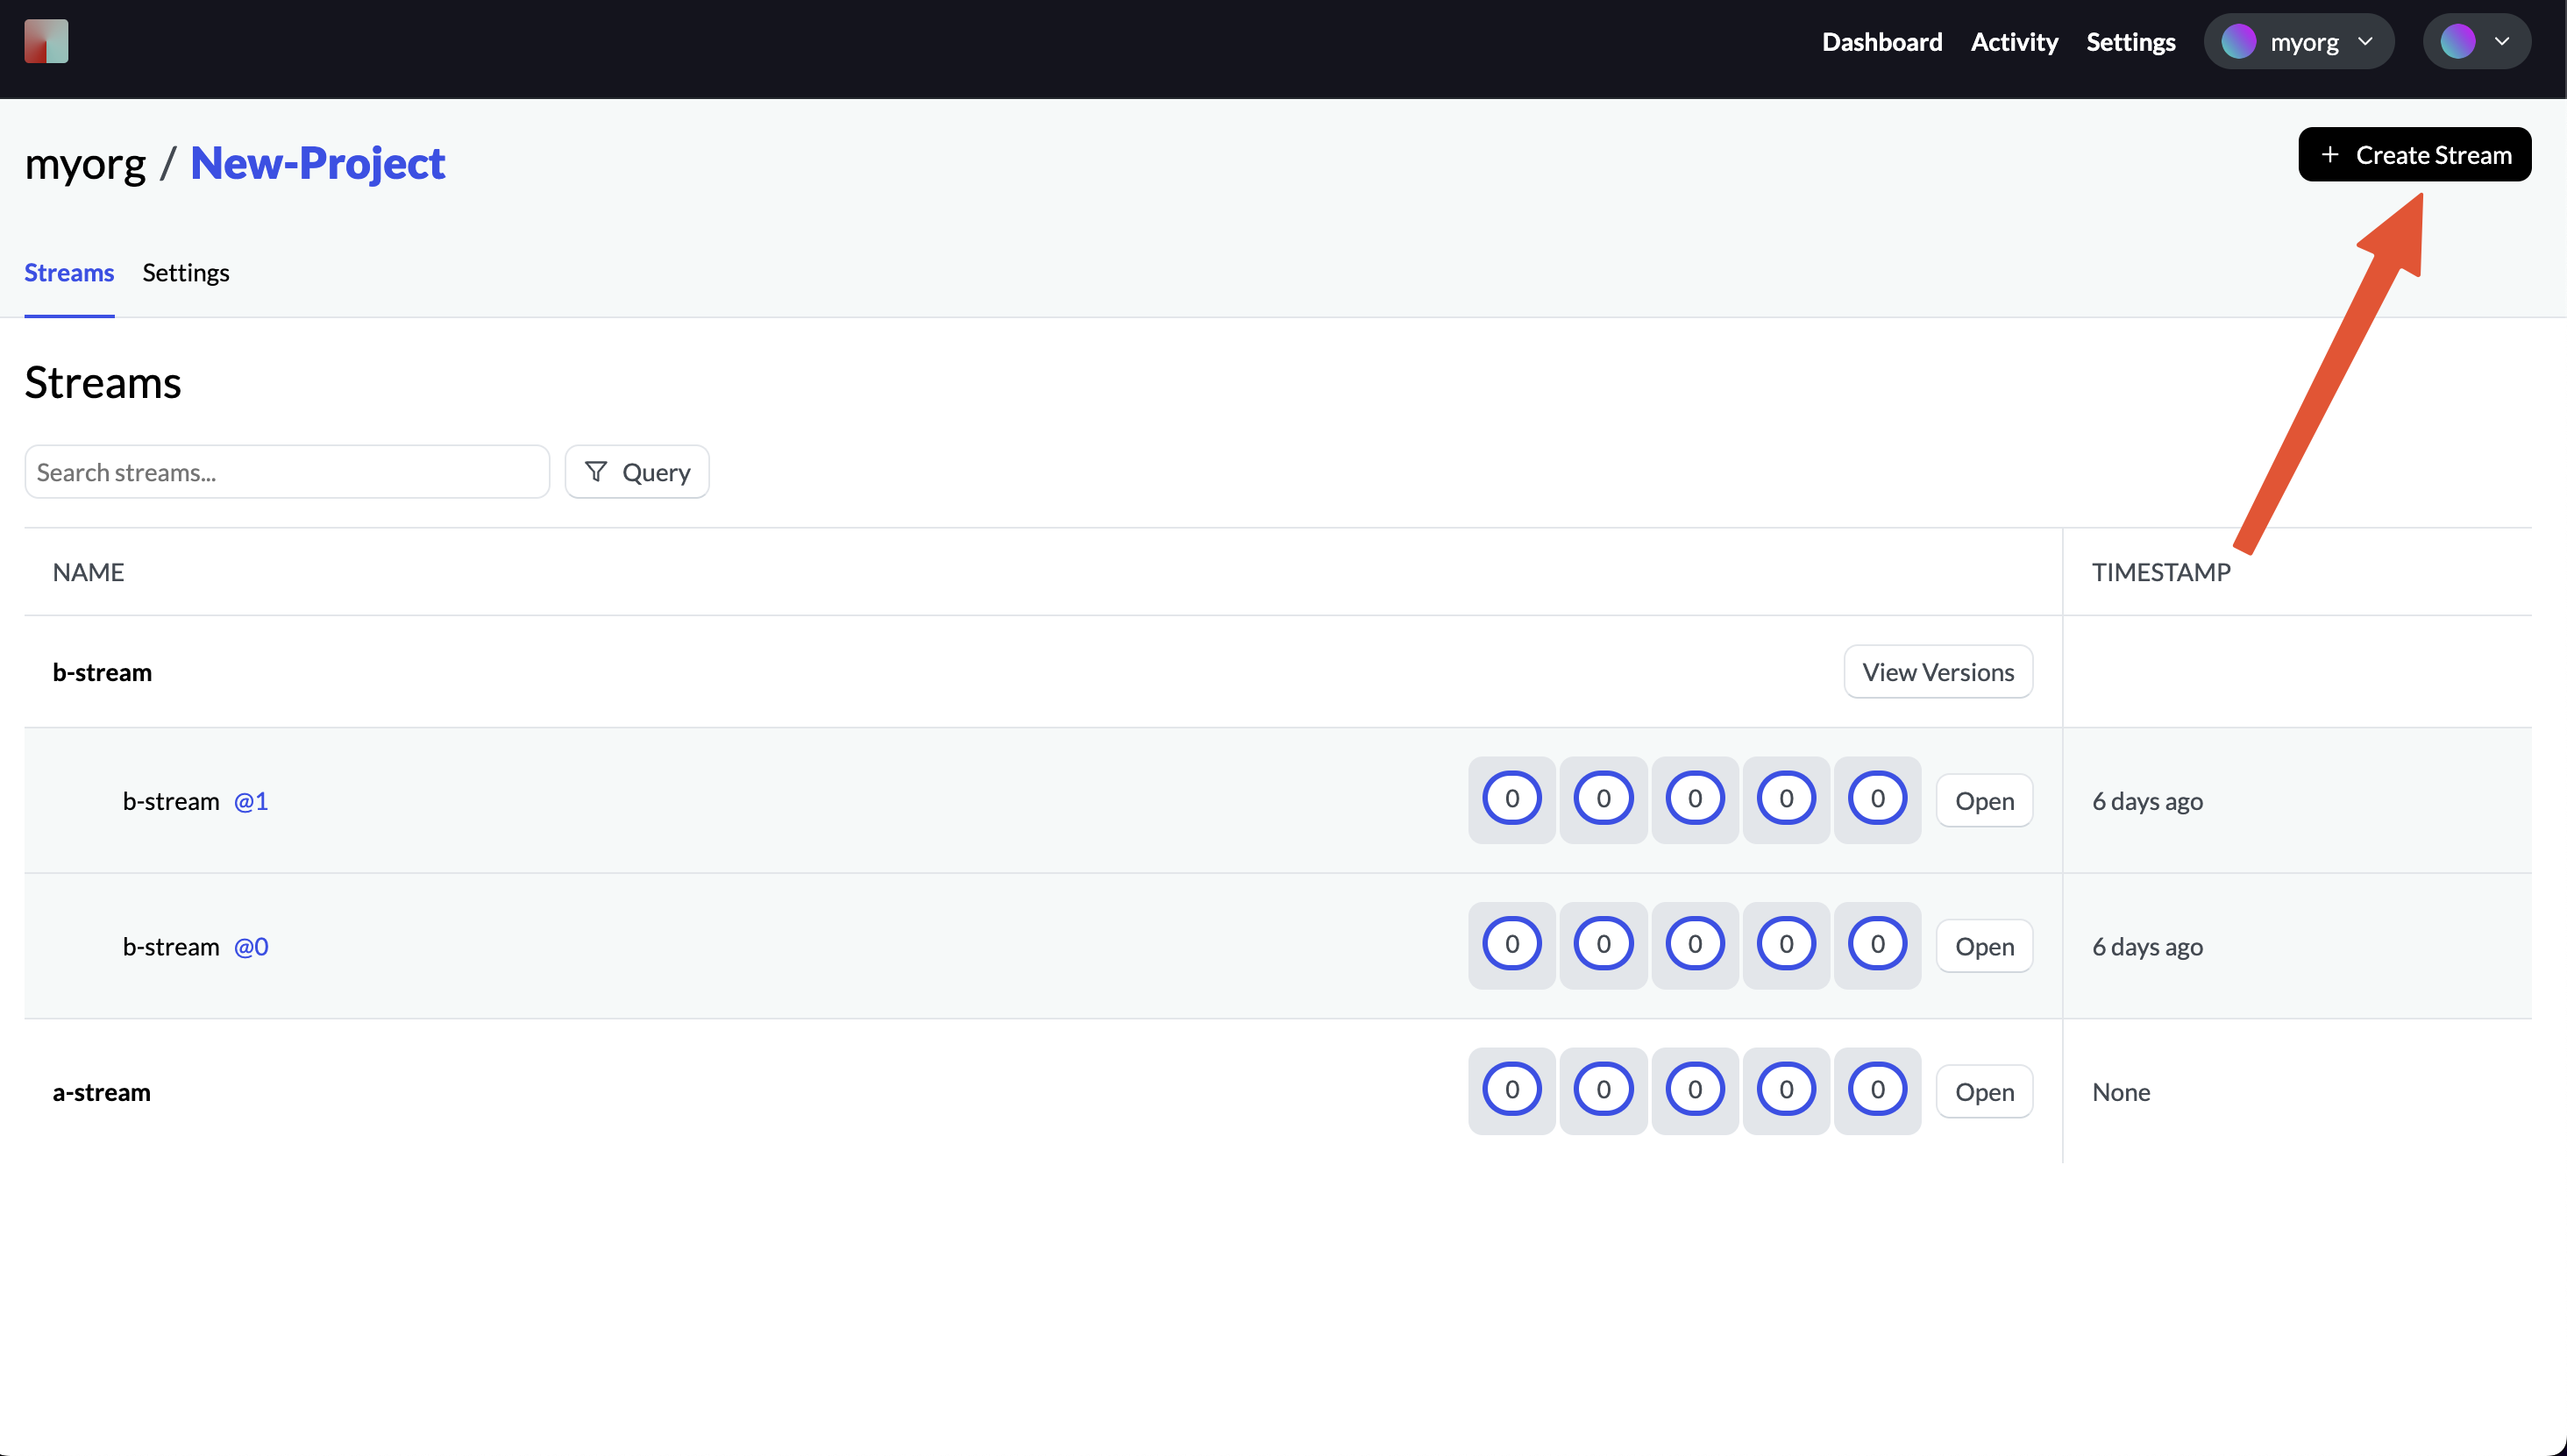 Dashboard Activity Settings myorg
myorg / New-Project
+ Create Stream
Streams Settings
Streams
Search streams...
Query
NAME TIMESTAMP
b-stream View Versions
b-stream @1 0 0 0 0 0 Open 6 days ago
b-stream @0 0 0 0 0 0 Open 6 days ago
a-stream 0 0 0 0 0 Open None